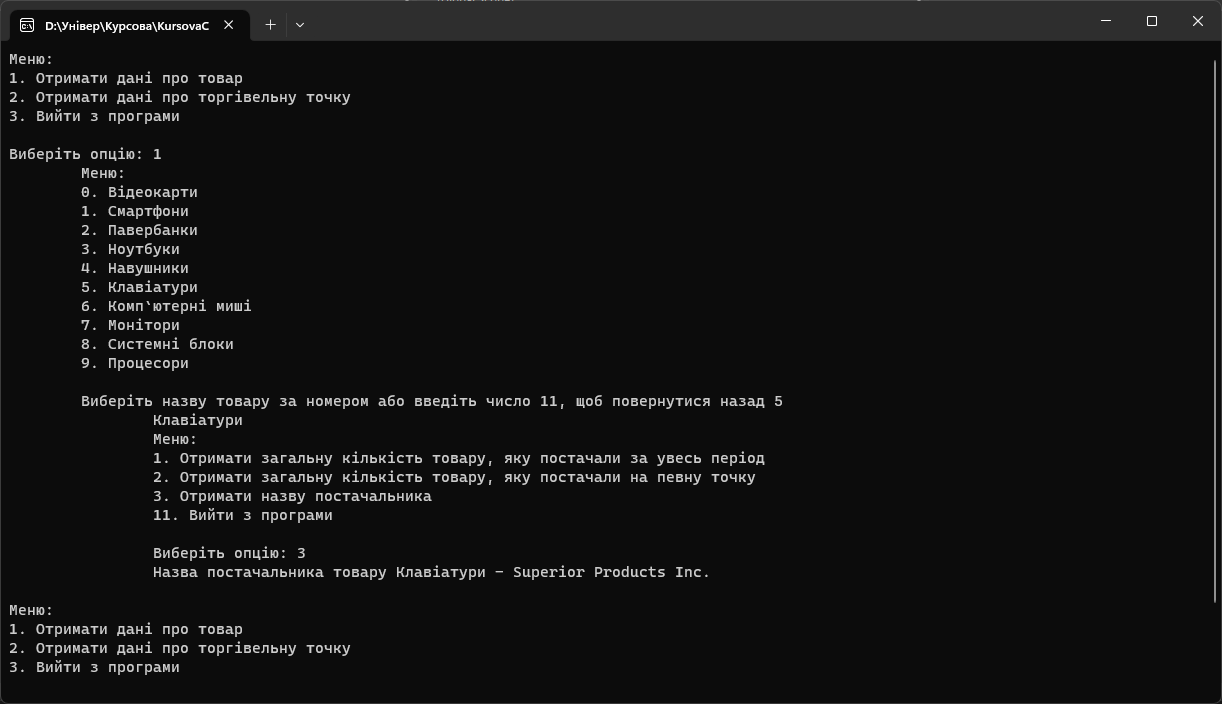 D:\Універ\Курсова\KursovaC
Меню:
1. Отримати дані про товар
2. Отримати дані про торгівельну точку
3. Вийти з програми
Виберіть опцію: 1
Меню:
0. Відеокарти
1. Смартфони
2. Павербанки
3. Ноутбуки
4. Навушники
5. Клавіатури
6. Комп`ютерні миші
7. Монітори
8. Системні блоки
9. Процесори
Виберіть назву товару за номером або введіть число 11, щоб повернутися назад 5
Клавіатури
Меню:
1. Отримати загальну кількість товару, яку постачали за увесь період
2. Отримати загальну кількість товару, яку постачали на певну точку
3. Отримати назву постачальника
11. Вийти з програми
Виберіть опцію: 3
Назва постачальника товару Клавіатури - Superior Products Inc.
Меню:
1. Отримати дані про товар
2. Отримати дані про торгівельну точку
3. Вийти з програми